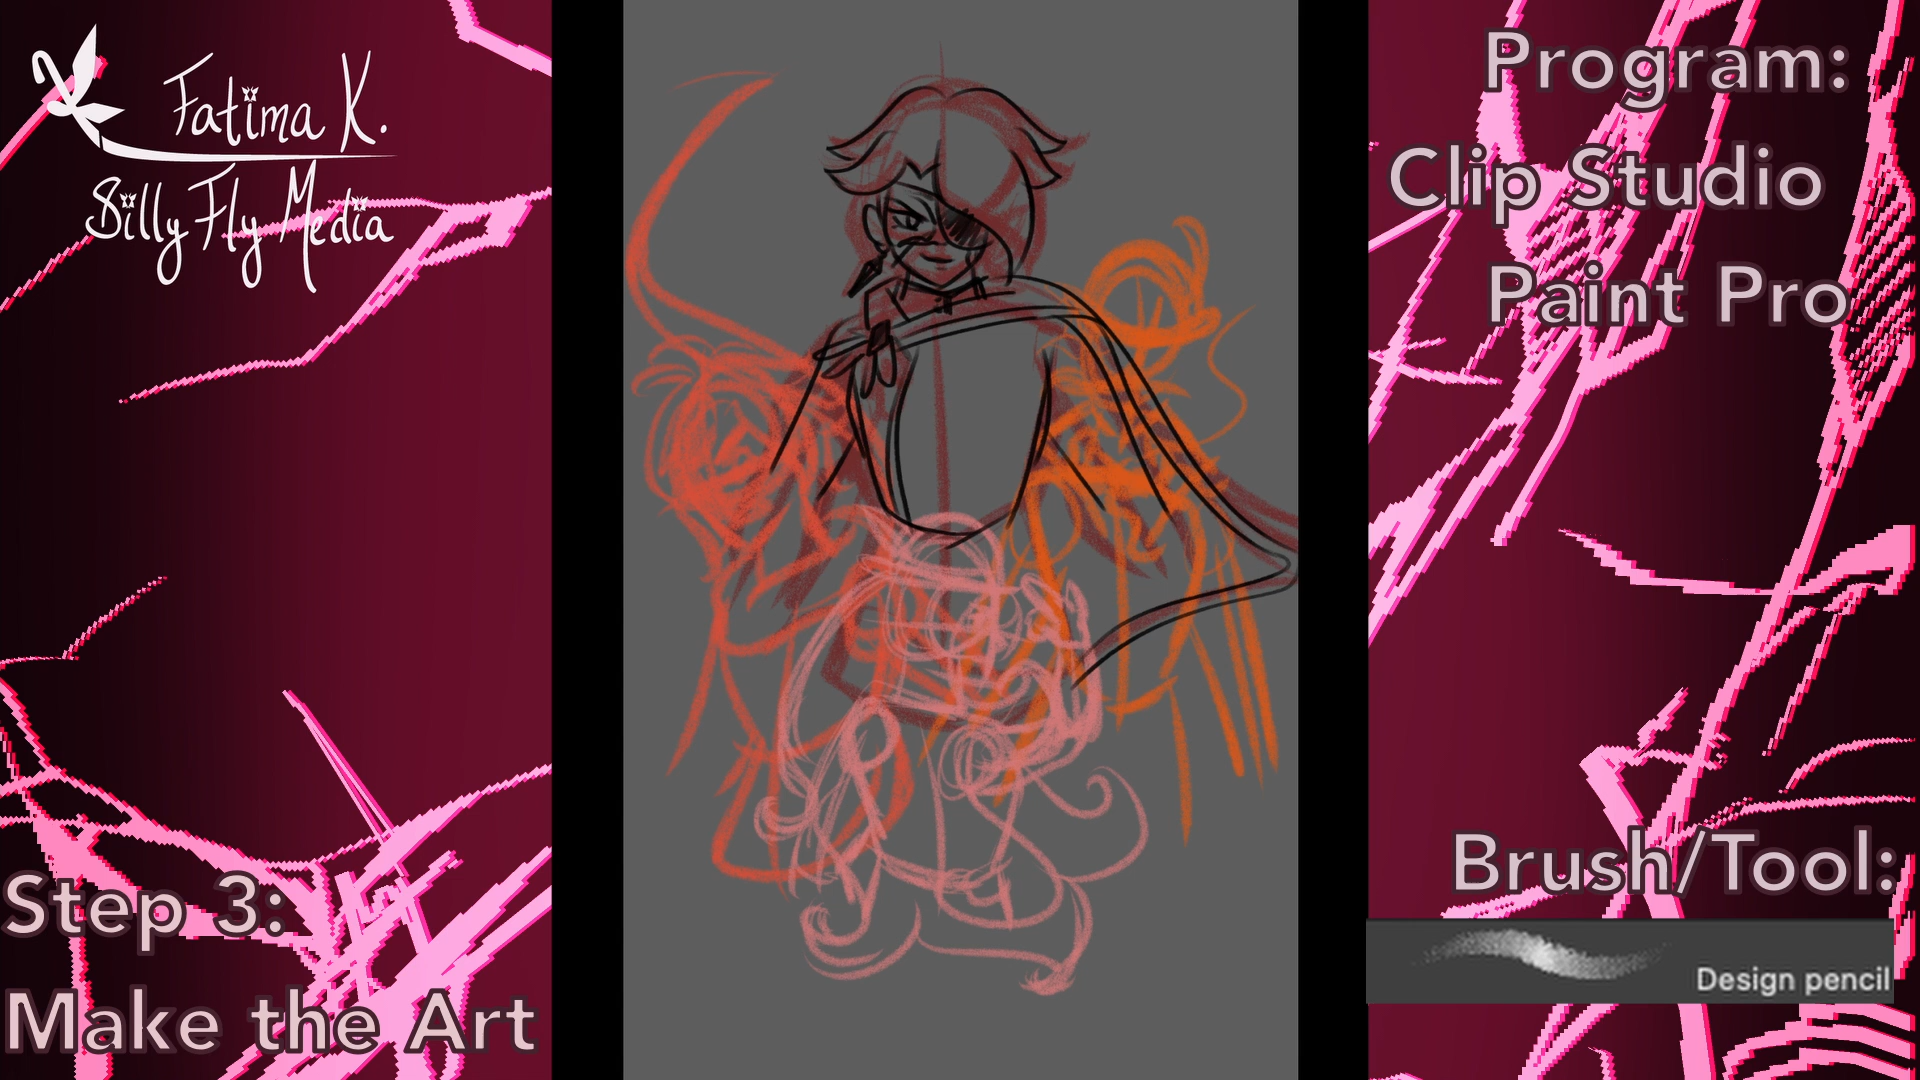 Fatima K.
Silly Fly Media
Program:
Clip Studio
Paint Pro
Step 3:
Make the Art
Brush/Tool:
Design pencil